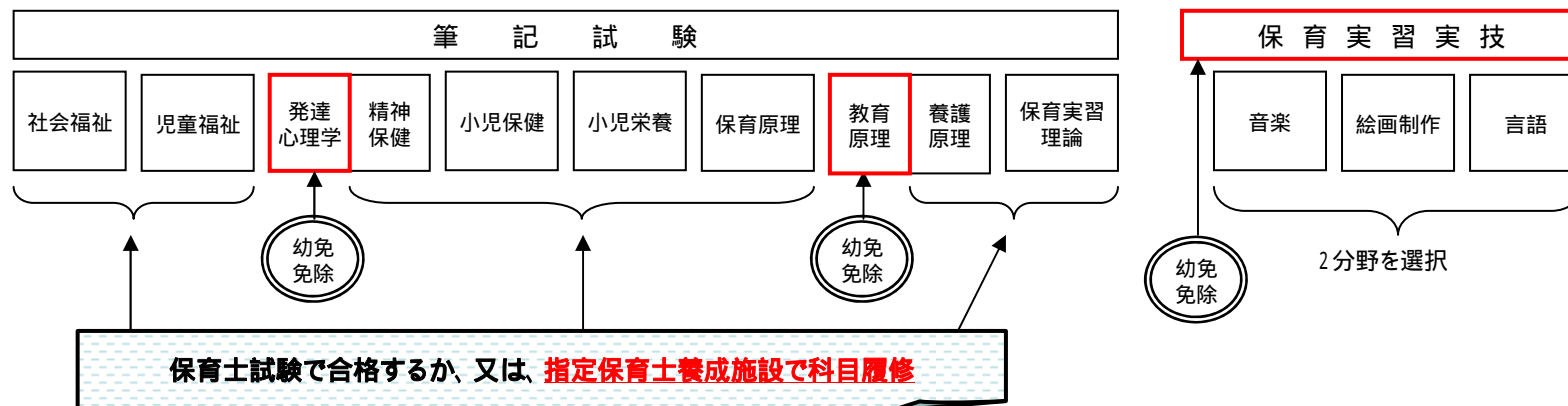 筆記試験
保育実習実技
社会福祉
児童福祉
発達
心理学
精神
保健
小児保健
小児栄養
保育原理
教育
原理
養護
原理
保育実習
理論
音楽
絵画制作
言語
幼免
免除
幼免
免除
幼免
免除
2分野を選択
保育士試験で合格するか、又は、指定保育士養成施設で科目履修